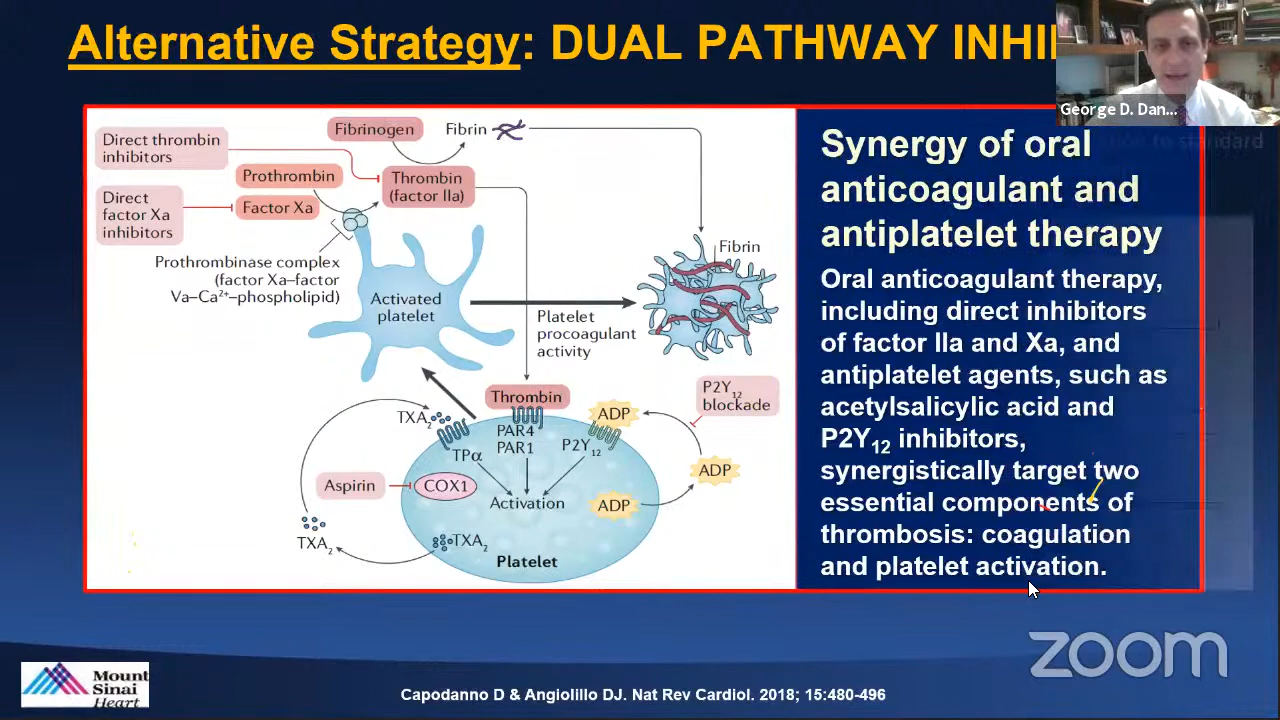 Alternative Strategy: DUAL PATHWAY INHI
George D. Dan...
Direct thrombin
inhibitors
Fibrinogen
Fibrin
Prothrombin
Thrombin
(factor IIa)
Direct
factor Xa
inhibitors
Factor Xa
Prothrombinase complex
(factor Xa–factor
Va–Ca²⁺–phospholipid)
Activated
platelet
Platelet
procoagulant
activity
Fibrin
Thrombin
P2Y₁₂
blockade
TXA₂
PAR4
PAR1
ADP
P2Y₁₂
TPα
ADP
Aspirin
COX1
Activation
ADP
TXA₂
TXA₂
Platelet
Synergy of oral
anticoagulant and
antiplatelet therapy
Oral anticoagulant therapy,
including direct inhibitors
of factor IIa and Xa, and
antiplatelet agents, such as
acetylsalicylic acid and
P2Y₁₂ inhibitors,
synergistically target two
essential components of
thrombosis: coagulation
and platelet activation.
to standard
zoom
Mount
Sinai
Heart
Capodanno D & Angiolillo DJ. Nat Rev Cardiol. 2018; 15:480-496